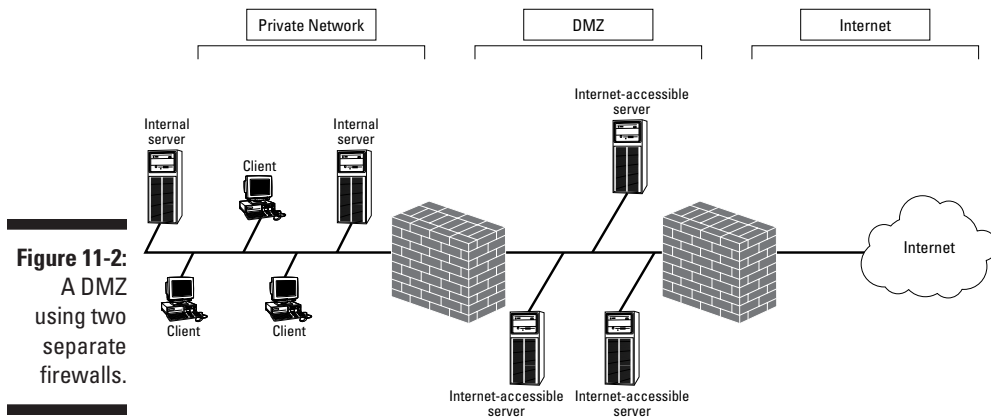 Private Network
DMZ
Internet
Internet-accessible
server
Internal
server
Internal
server
Client
Internet
Figure 11-2:
A DMZ
using two
separate
firewalls.
Client
Client
Internet-accessible
server
Internet-accessible
server